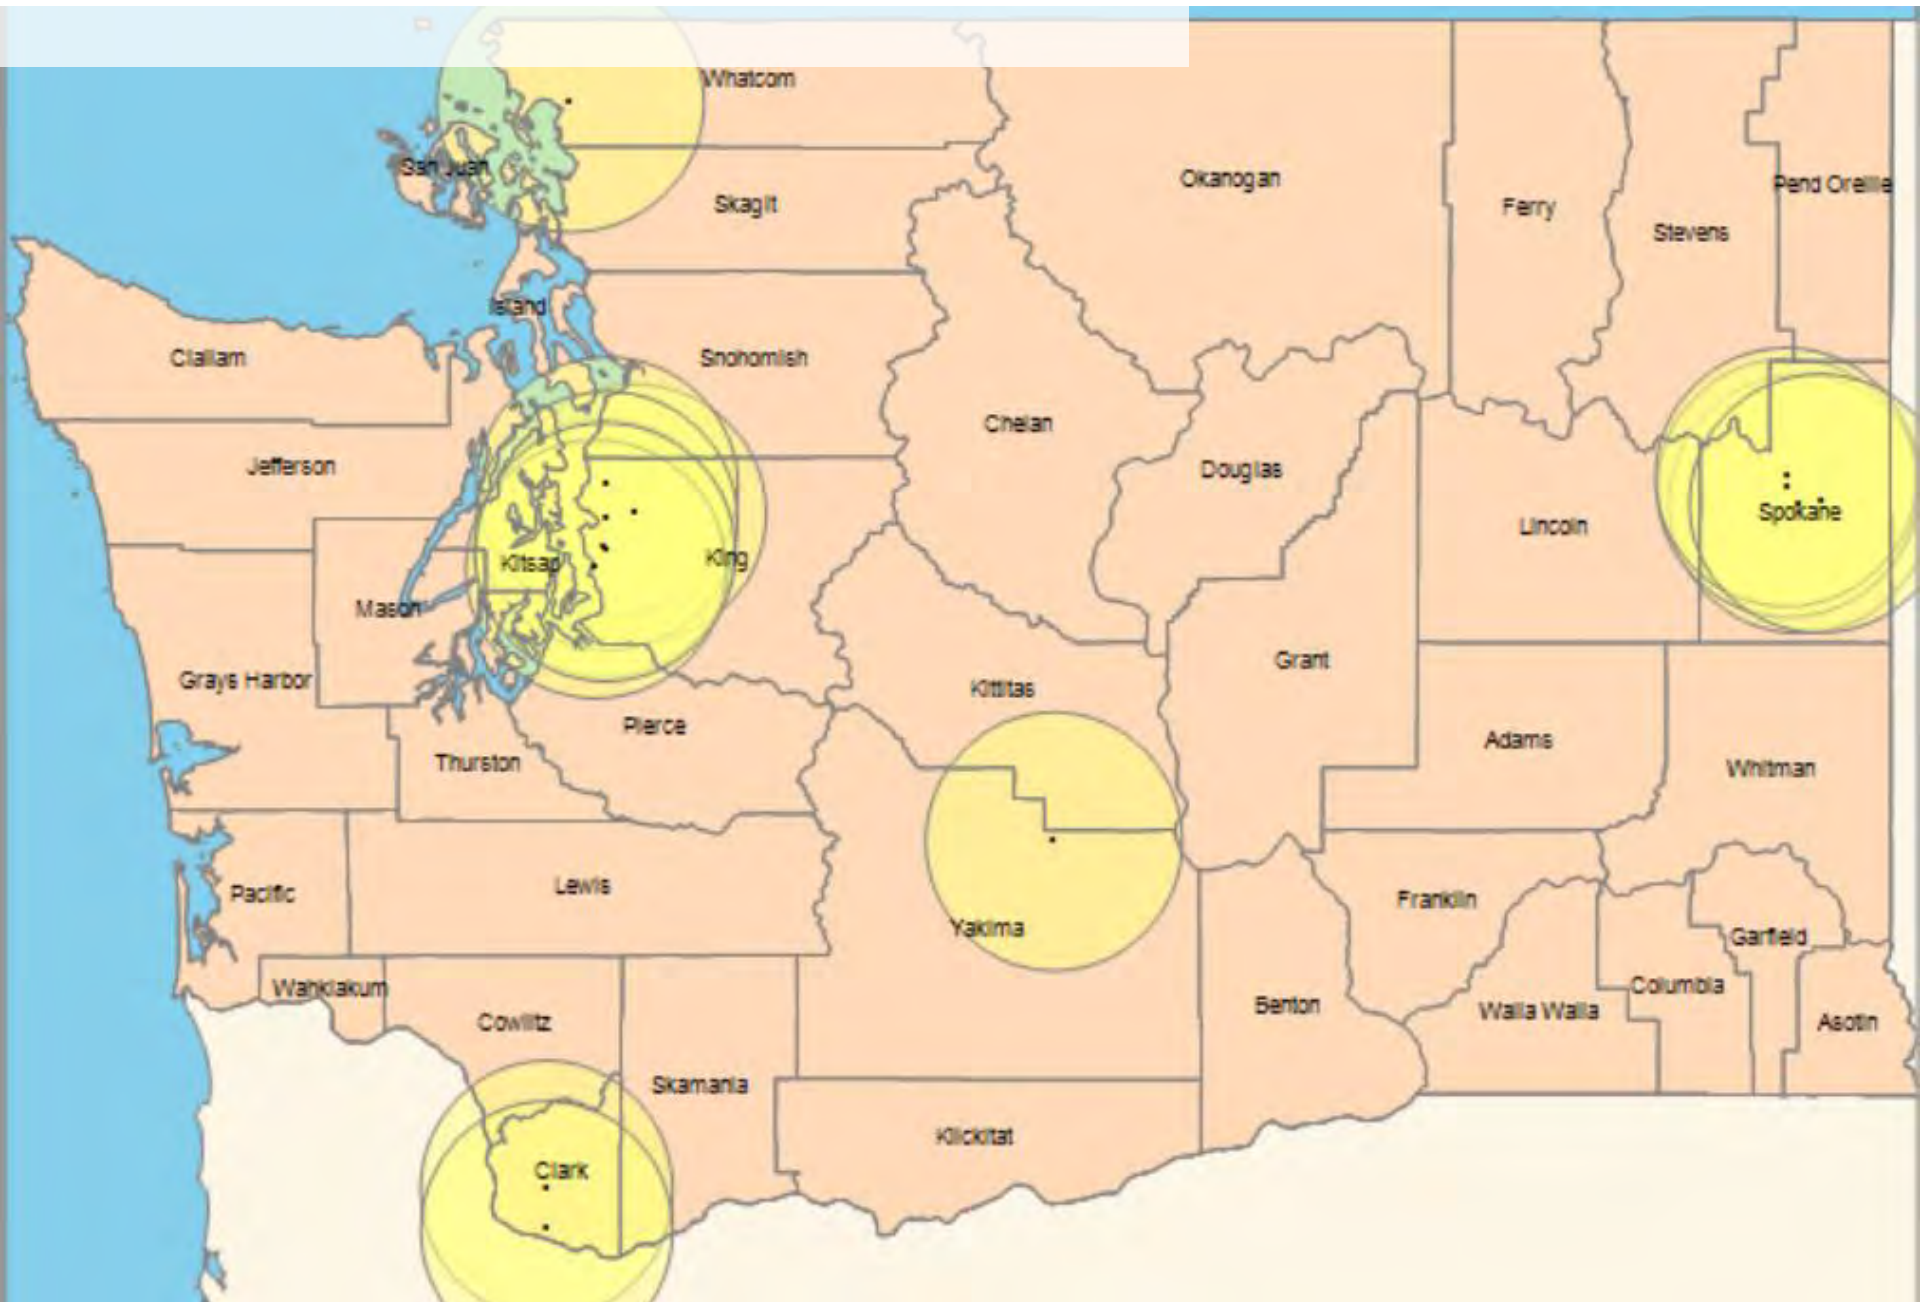 Whatcom
San Juan
Skagit
Okanogan
Ferry
Stevens
Pend Oreille
Island
Clallam
Snohomish
Chelan
Jefferson
Douglas
Lincoln
Spokane
Kitsap
King
Mason
Grays Harbor
Kittitas
Grant
Pierce
Thurston
Adams
Whitman
Pacific
Lewis
Yakima
Franklin
Garfield
Wahkiakum
Cowlitz
Benton
Walla Walla
Columbia
Asotin
Skamania
Klickitat
Clark